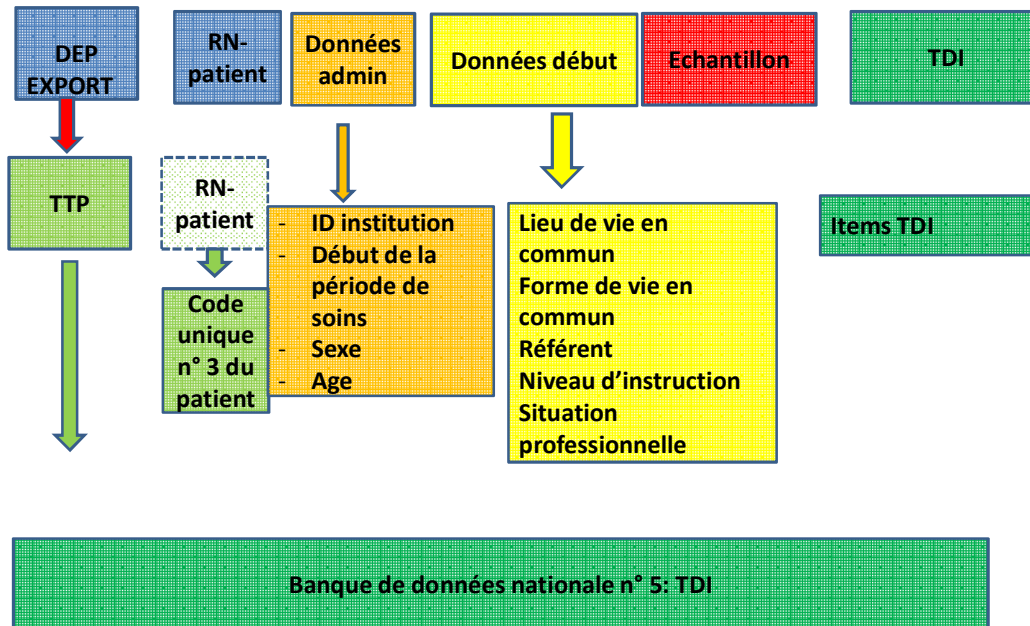 DEP
EXPORT
RN-
patient
Données
admin
Données début
Echantillon
TDI
TTP
RN-
patient
Code
unique
n° 3 du
patient
- ID institution
- Début de la
période de
soins
- Sexe
- Age
Lieu de vie en
commun
Forme de vie en
commun
Référent
Niveau d’instruction
Situation
professionnelle
Items TDI
Banque de données nationale n° 5: TDI